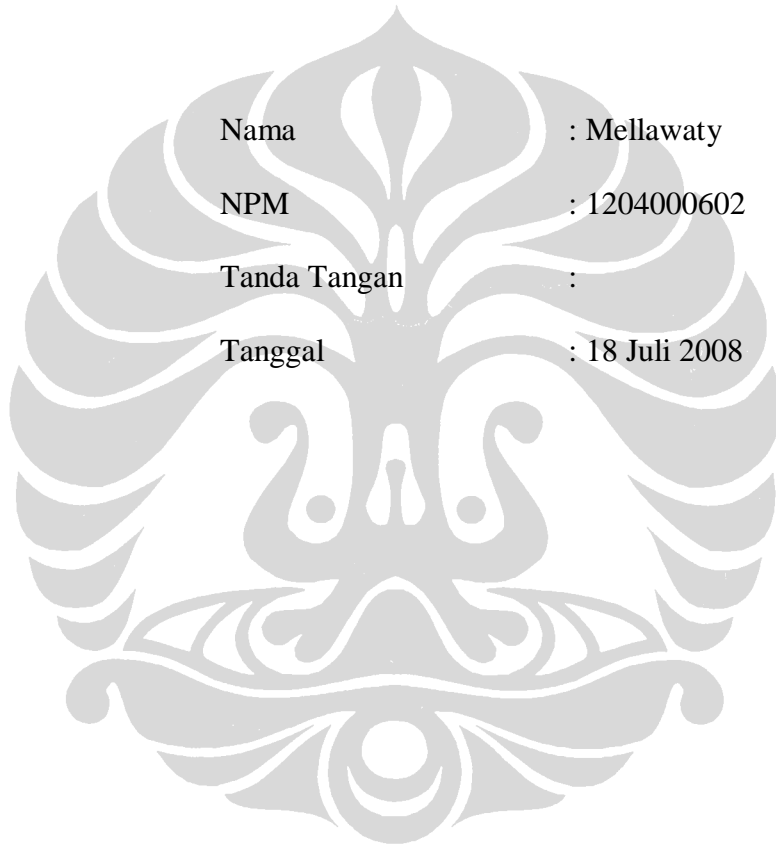 Nama : Mellawaty
NPM : 1204000602
Tanda Tangan :
Tanggal : 18 Juli 2008